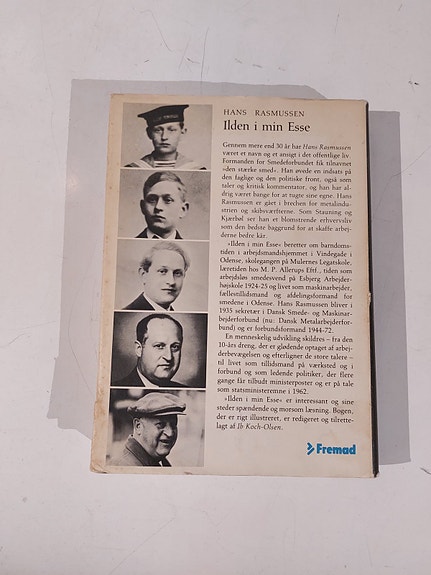 HANS RASMUSSEN
Ilden i min Esse
Gennem mere end 30 år har Hans Rasmussen
været et navn og et ansigt i det offentlige liv.
Formanden for Smedeforbundet fik tilnavnet
»den stærke smed«. Han øvede en indsats på
den faglige og den politiske front, også som
taler og kritisk kommentator, og han har al-
drig været bange for at sige sine egne. Hans
Rasmussen er gået i brechen for metalindu-
strien og skibsværfterne. Som Stauning og
Kjærbøl ser han et blomstrende erhvervsliv
som den bedste baggrund for at skaffe arbej-
derne bedre kår.
»Ilden i min Esse« beretter om barndoms-
tiden i arbejdsmandshjemmet i Vindegade i
Odense, skolegangen på Mulernes Legatskole,
læretiden hos M. P. Allerups Eftf., tiden som
arbejdsløs smedesvend på Esbjerg Arbejder-
højskole 1924-25 og livet som maskinarbejder,
fællestillidsmand og afdelingsformand for
smedene i Odense. Hans Rasmussen bliver i
1935 sekretær i Dansk Smede- og Maskinar-
bejderforbund (nu: Dansk Metalarbejderfor-
bund) og er forbundsformand 1944-72.
En menneskelig udvikling skildres – fra den
10-års dreng, der er glødende optaget af arbej-
derbevægelsen og efterligner de store talere –
til livet som tillidsmand på værksted og i
forbund og som ledende politiker, der flere
gange får tilbudt ministerposter og er på tale
som statsministeremne i 1962.
»Ilden i min Esse« er interessant og sine
steder spændende og morsom læsning. Bogen,
der er rigt illustreret, er redigeret og tilrette-
lagt af Ib Koch-Olsen.
Fremad